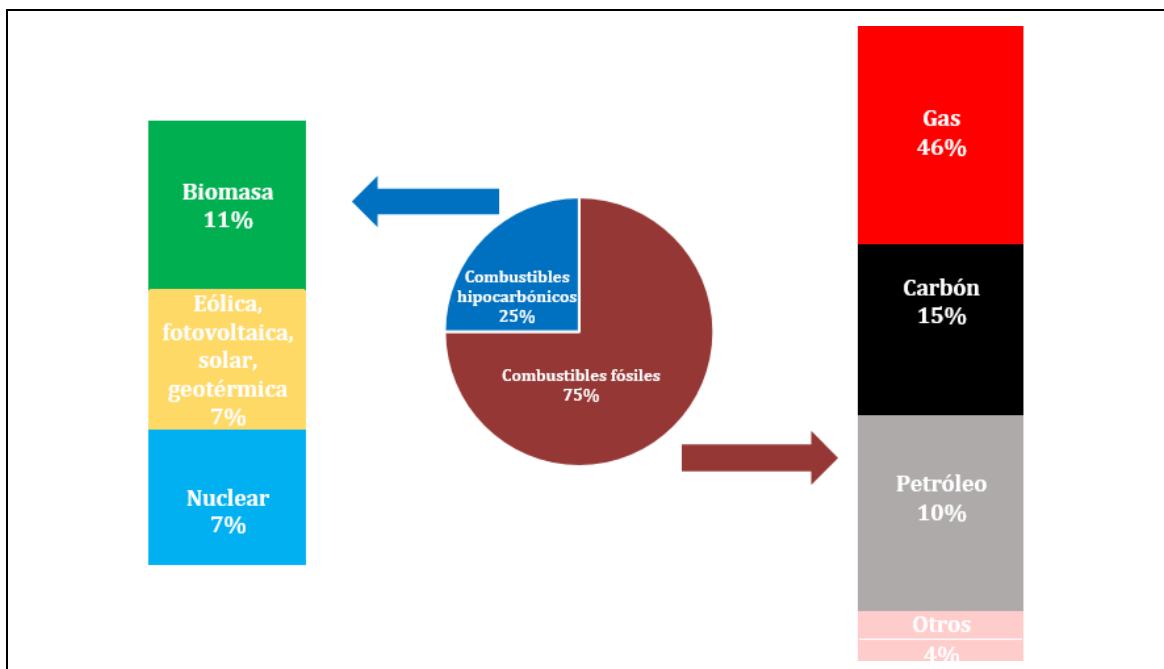 Biomasa
11%
Eólica,
fotovoltaica,
solar,
geotérmica
7%
Nuclear
7%
Combustibles
hipocarbónicos
25%
Combustibles fósiles
75%
Gas
46%
Carbón
15%
Petróleo
10%
Otros
4%